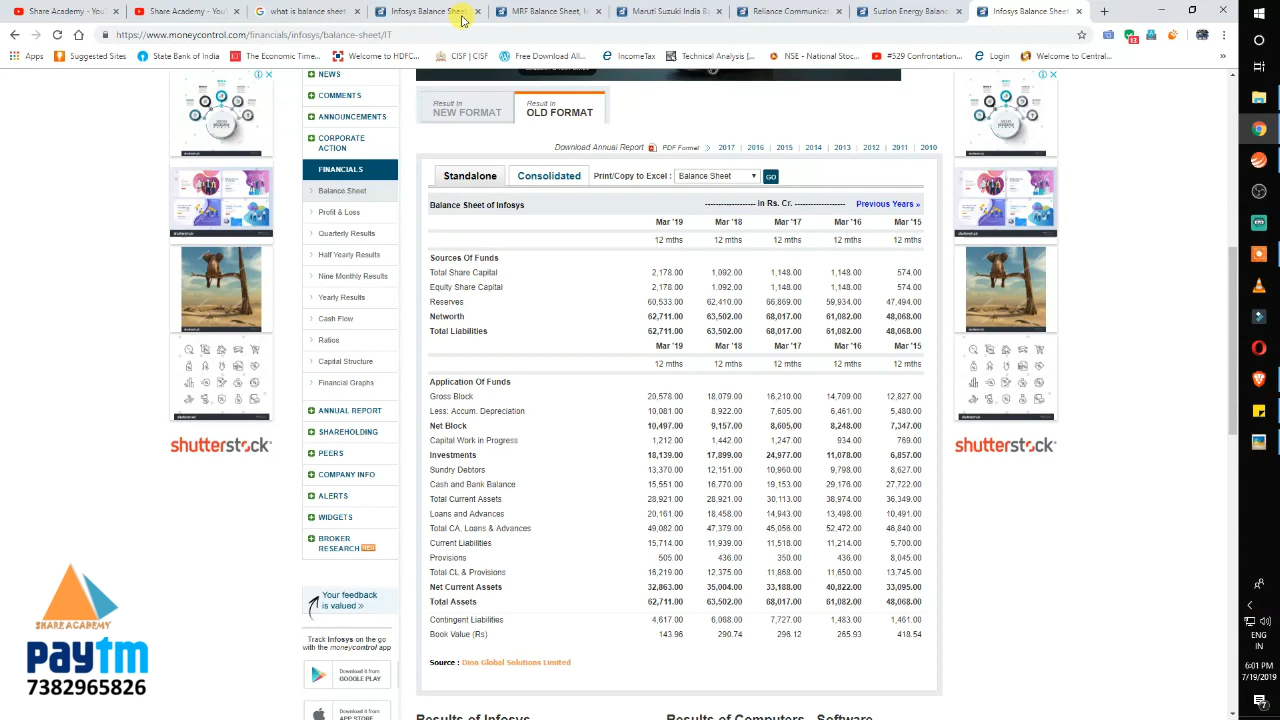 Share Academy - You
Share Academy - You
what is balance sheet
Infosys Balance Shee
MRF Balance Sheet, M
Maruti Suzuki India Ba
Reliance Communicat
Suzlon Energy Balance
Infosys Balance Sheet
https://www.moneycontrol.com/financials/infosys/balance-sheet/IT
Apps
Suggested Sites
State Bank of India
The Economic Time...
Welcome to HDFC...
CISF | CISF
Free Download All...
IncomeTax
Technical Analysis |...
NSE - National Stoc...
#529 Confrontation...
Login
Welcome to Central...
NEWS
COMMENTS
ANNOUNCEMENTS
CORPORATE
ACTION
FINANCIALS
Balance Sheet
Profit & Loss
Quarterly Results
Half Yearly Results
Nine Monthly Results
Yearly Results
Cash Flow
Ratios
Capital Structure
Financial Graphs
ANNUAL REPORT
SHAREHOLDING
PEERS
COMPANY INFO
ALERTS
WIDGETS
BROKER
RESEARCH
Your feedback
is valued »
Track Infosys on the go
with the moneycontrol app
Download it from
GOOGLE PLAY
Download it from
APP STORE
shutterstock
SHARE ACADEMY
paytm
7382965826
Result in
NEW FORMAT
Result in
OLD FORMAT
Download Annual Report PDF Format 2017 | 2016 | 2015 | 2014 | 2013 | 2012 | 2011 | 2010
Standalone Consolidated Print/Copy to Excel : Balance Sheet GO
Balance Sheet of Infosys ------------------- in Rs. Cr. ------------------- Previous Years »
Mar '19 Mar '18 Mar '17 Mar '16 Mar '15
12 mths 12 mths 12 mths 12 mths 12 mths
Sources Of Funds
Total Share Capital 2,178.00 1,092.00 1,148.00 1,148.00 574.00
Equity Share Capital 2,178.00 1,092.00 1,148.00 1,148.00 574.00
Reserves 60,533.00 62,410.00 66,869.00 59,934.00 47,494.00
Networth 62,711.00 63,502.00 68,017.00 61,082.00 48,068.00
Total Liabilities 62,711.00 63,502.00 68,017.00 61,082.00 48,068.00
Mar '19 Mar '18 Mar '17 Mar '16 Mar '15
12 mths 12 mths 12 mths 12 mths 12 mths
Application Of Funds
Gross Block 20,578.00 18,079.00 16,210.00 14,709.00 12,827.00
Less: Accum. Depreciation 10,081.00 8,922.00 7,605.00 6,461.00 5,480.00
Net Block 10,497.00 9,157.00 8,605.00 8,248.00 7,347.00
Capital Work in Progress 1,212.00 1,442.00 1,247.00 934.00 769.00
Investments 18,139.00 17,899.00 24,977.00 11,078.00 6,857.00
Sundry Debtors 13,370.00 12,151.00 10,960.00 9,798.00 8,627.00
Cash and Bank Balance 15,551.00 16,770.00 19,153.00 29,176.00 27,722.00
Total Current Assets 28,921.00 28,921.00 30,113.00 38,974.00 36,349.00
Loans and Advances 20,161.00 18,458.00 14,943.00 13,498.00 10,491.00
Total CA, Loans & Advances 49,082.00 47,379.00 45,056.00 52,472.00 46,840.00
Current Liabilities 15,714.00 11,939.00 11,518.00 11,214.00 5,700.00
Provisions 505.00 436.00 350.00 436.00 8,045.00
Total CL & Provisions 16,219.00 12,375.00 11,868.00 11,650.00 13,745.00
Net Current Assets 32,863.00 35,004.00 33,188.00 40,822.00 33,095.00
Total Assets 62,711.00 63,502.00 68,017.00 61,082.00 48,068.00
Contingent Liabilities 4,617.00 6,068.00 7,727.00 1,483.00 1,461.00
Book Value (Rs) 143.96 290.74 296.12 265.93 418.54
Source : Dion Global Solutions Limited
Results of Infosys
Results of Computers - Software
shutterstock
ENG
IN
6:01 PM
7/19/2019